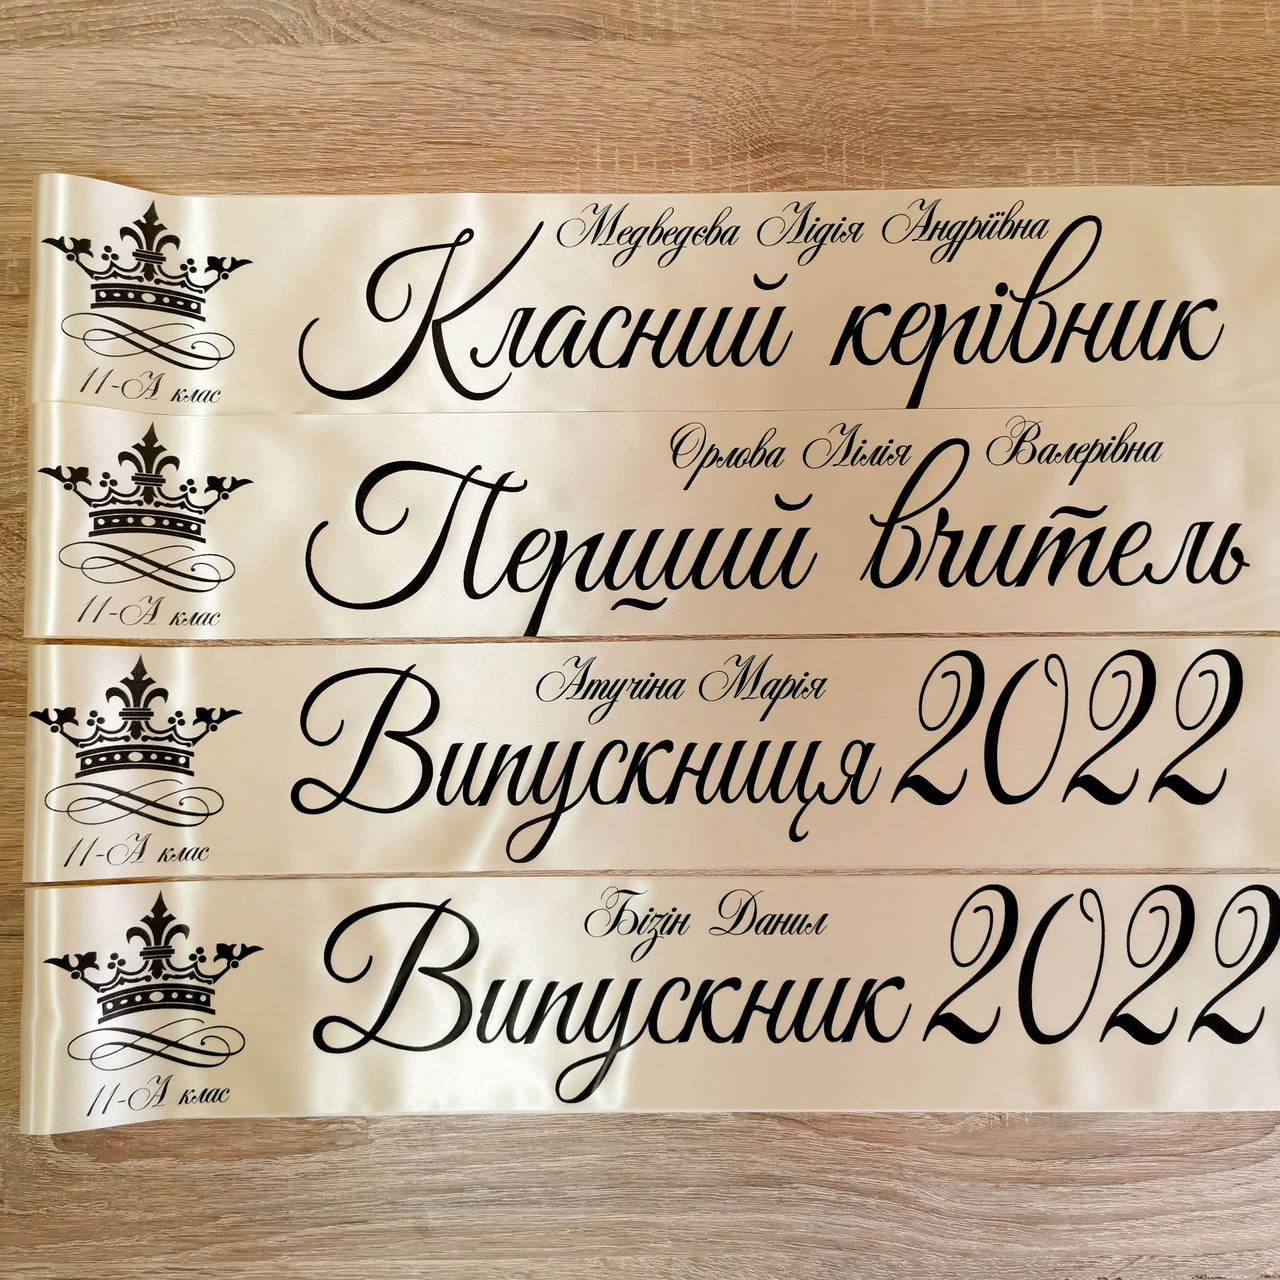 Медведєва Лідія Андріївна
Класний керівник
11-А клас
Орлова Лілія Валерівна
Перший вчитель
11-А клас
Атучіна Марія
Випускниця 2022
11-А клас
Бізін Данил
Випускник 2022
11-А клас